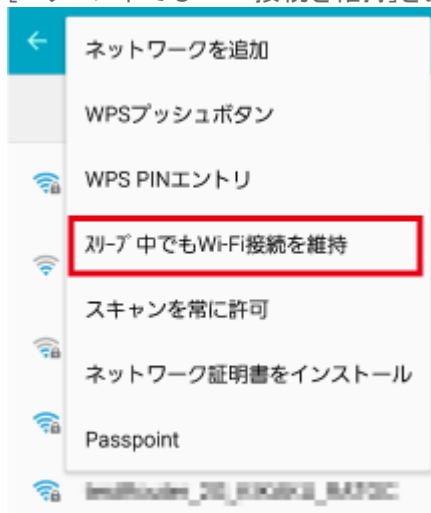 ネットワークを追加
WPSプッシュボタン
WPS PINエントリ
ｽﾘｰﾌﾟ中でもWi-Fi接続を維持
スキャンを常に許可
ネットワーク証明書をインストール
Passpoint